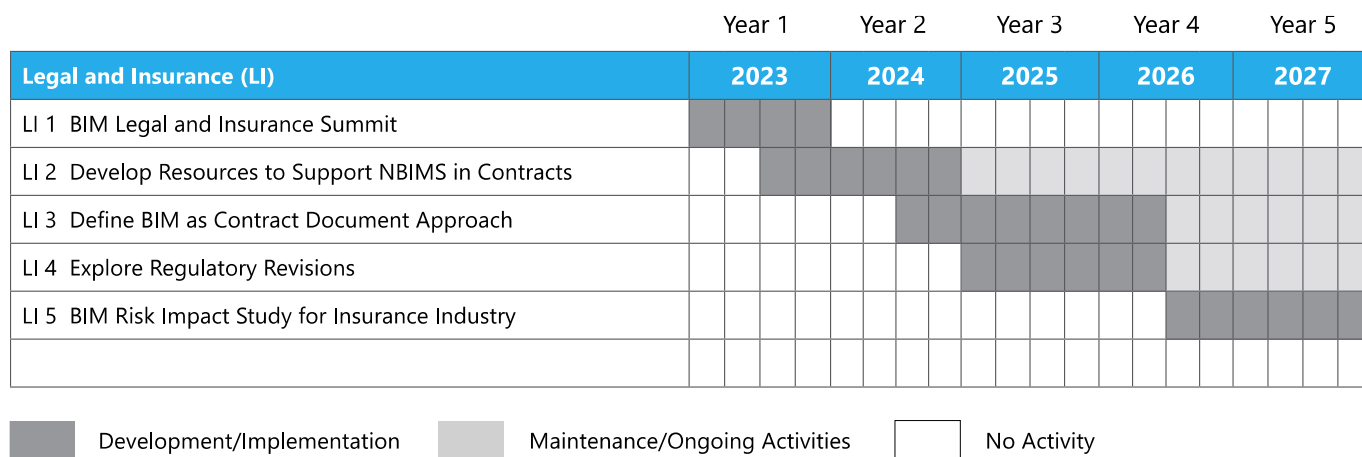 Year 1 Year 2 Year 3 Year 4 Year 5
Legal and Insurance (LI) 2023 2024 2025 2026 2027
LI 1 BIM Legal and Insurance Summit
LI 2 Develop Resources to Support NBIMS in Contracts
LI 3 Define BIM as Contract Document Approach
LI 4 Explore Regulatory Revisions
LI 5 BIM Risk Impact Study for Insurance Industry
Development/Implementation Maintenance/Ongoing Activities No Activity